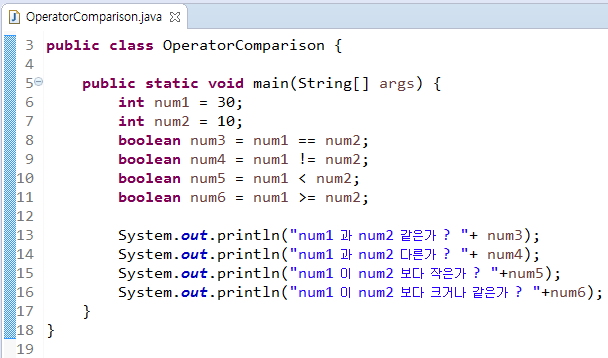 OperatorComparison.java
3 public class OperatorComparison {
4
5 public static void main(String[] args) {
6 int num1 = 30;
7 int num2 = 10;
8 boolean num3 = num1 == num2;
9 boolean num4 = num1 != num2;
10 boolean num5 = num1 < num2;
11 boolean num6 = num1 >= num2;
12
13 System.out.println("num1 과 num2 같은가 ? "+ num3);
14 System.out.println("num1 과 num2 다른가 ? "+ num4);
15 System.out.println("num1 이 num2 보다 작은가 ? "+num5);
16 System.out.println("num1 이 num2 보다 크거나 같은가 ? "+num6);
17 }
18 }
19